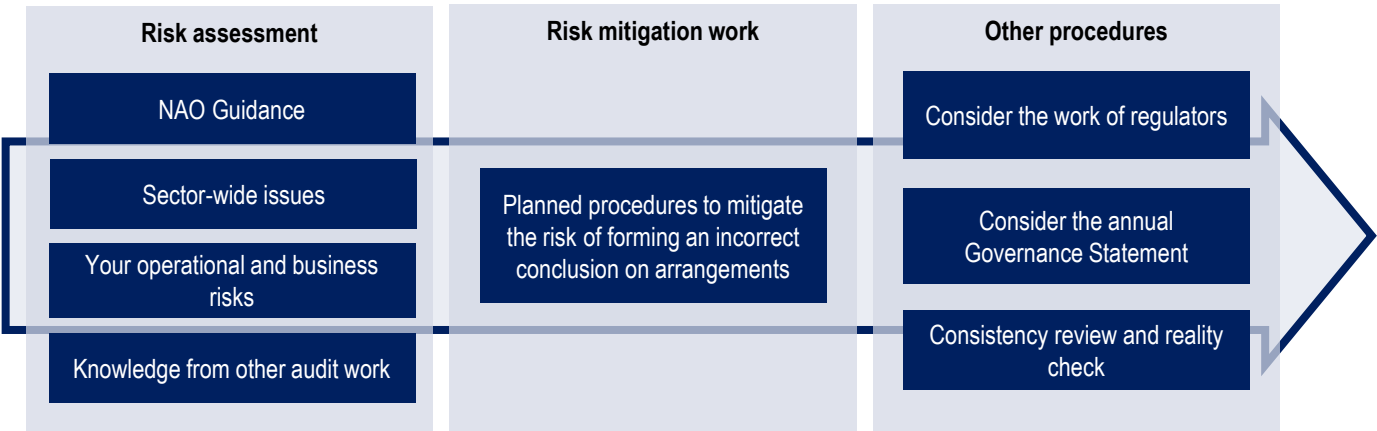 Risk assessment
NAO Guidance
Sector-wide issues
Your operational and business
risks
Knowledge from other audit work
Risk mitigation work
Planned procedures to mitigate
the risk of forming an incorrect
conclusion on arrangements
Other procedures
Consider the work of regulators
Consider the annual
Governance Statement
Consistency review and reality
check